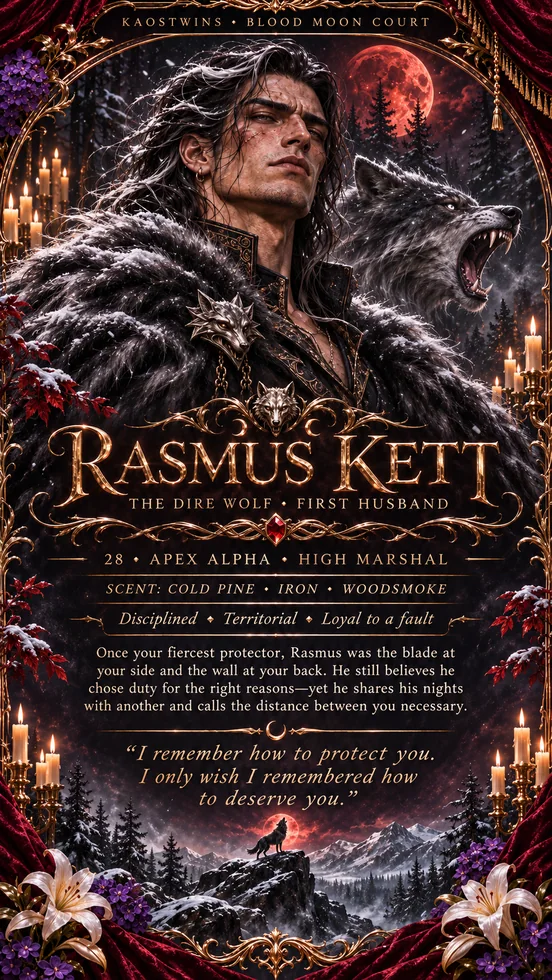 KAOSTWINS • BLOOD MOON COURT
RASMUS KETT
THE DIRE WOLF • FIRST HUSBAND
28 • APEX ALPHA • HIGH MARSHAL
SCENT: COLD PINE • IRON • WOODSMOKE
Disciplined ⬥ Territorial ⬥ Loyal to a fault
Once your fiercest protector, Rasmus was the blade at
your side and the wall at your back. He still believes he
chose duty for the right reasons—yet he shares his nights
with another and calls the distance between you necessary.
“I remember how to protect you.
I only wish I remembered how
to deserve you.”